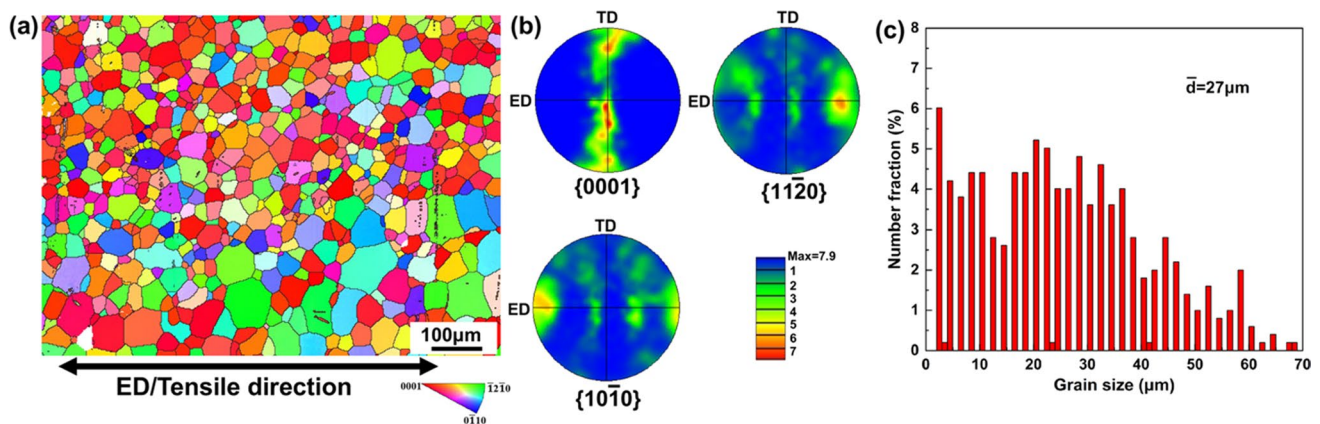 (a)
100μm
ED/Tensile direction
0001
1̅21̅0
01̅10
(b)
TD
ED
{0001}
TD
ED
{112̅0}
TD
ED
{101̅0}
Max=7.9
1
2
3
4
5
6
7
(c)
8
7
6
5
4
3
2
1
0
Number fraction (%)
d̅=27μm
0 10 20 30 40 50 60 70
Grain size (μm)